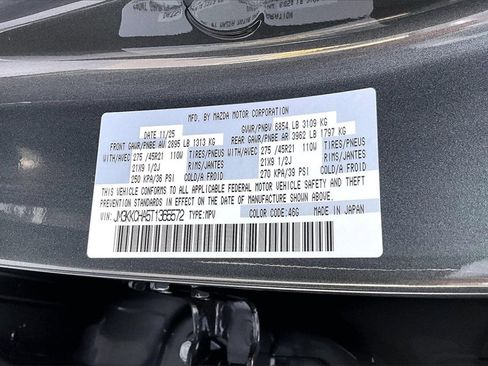 MFD. BY MAZDA MOTOR CORPORATION
DATE 11/25 GVWR/PNBV 6854 LB 3109 KG
FRONT GAWR/PNBE AV 2895 LB 1313 KG REAR GAWR/PNBE AR 3962 LB 1797 KG
WITH/AVEC 275 /45R21 110W TIRES/PNEUS WITH/AVEC 275 /45R21 110W TIRES/PNEUS
21X9 1/2J RIMS/JANTES 21X9 1/2J RIMS/JANTES
250 KPA/36 PSI COLD/A FROID 270 KPA/39 PSI COLD/A FROID
THIS VEHICLE CONFORMS TO ALL APPLICABLE FEDERAL MOTOR VEHICLE SAFETY AND THEFT
PREVENTION STANDARDS IN EFFECT ON THE DATE OF MANUFACTURE SHOWN ABOVE.
VIN: JM3KKCHA5T1366572 TYPE:MPV COLOR CODE:46G MADE IN JAPAN